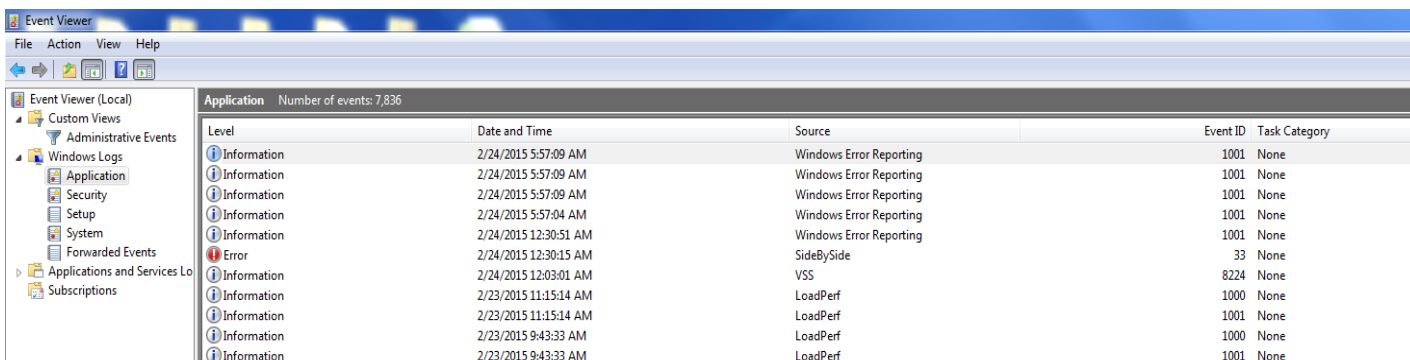 Event Viewer
File Action View Help
Event Viewer (Local)
Custom Views
Administrative Events
Windows Logs
Application
Security
Setup
System
Forwarded Events
Applications and Services Lo
Subscriptions
Application Number of events: 7,836
Level Date and Time Source Event ID Task Category
Information 2/24/2015 5:57:09 AM Windows Error Reporting 1001 None
Information 2/24/2015 5:57:09 AM Windows Error Reporting 1001 None
Information 2/24/2015 5:57:09 AM Windows Error Reporting 1001 None
Information 2/24/2015 5:57:04 AM Windows Error Reporting 1001 None
Information 2/24/2015 12:30:51 AM Windows Error Reporting 1001 None
Error 2/24/2015 12:30:15 AM SideBySide 33 None
Information 2/24/2015 12:03:01 AM VSS 8224 None
Information 2/23/2015 11:15:14 AM LoadPerf 1000 None
Information 2/23/2015 11:15:14 AM LoadPerf 1001 None
Information 2/23/2015 9:43:33 AM LoadPerf 1000 None
Information 2/23/2015 9:43:33 AM LoadPerf 1001 None